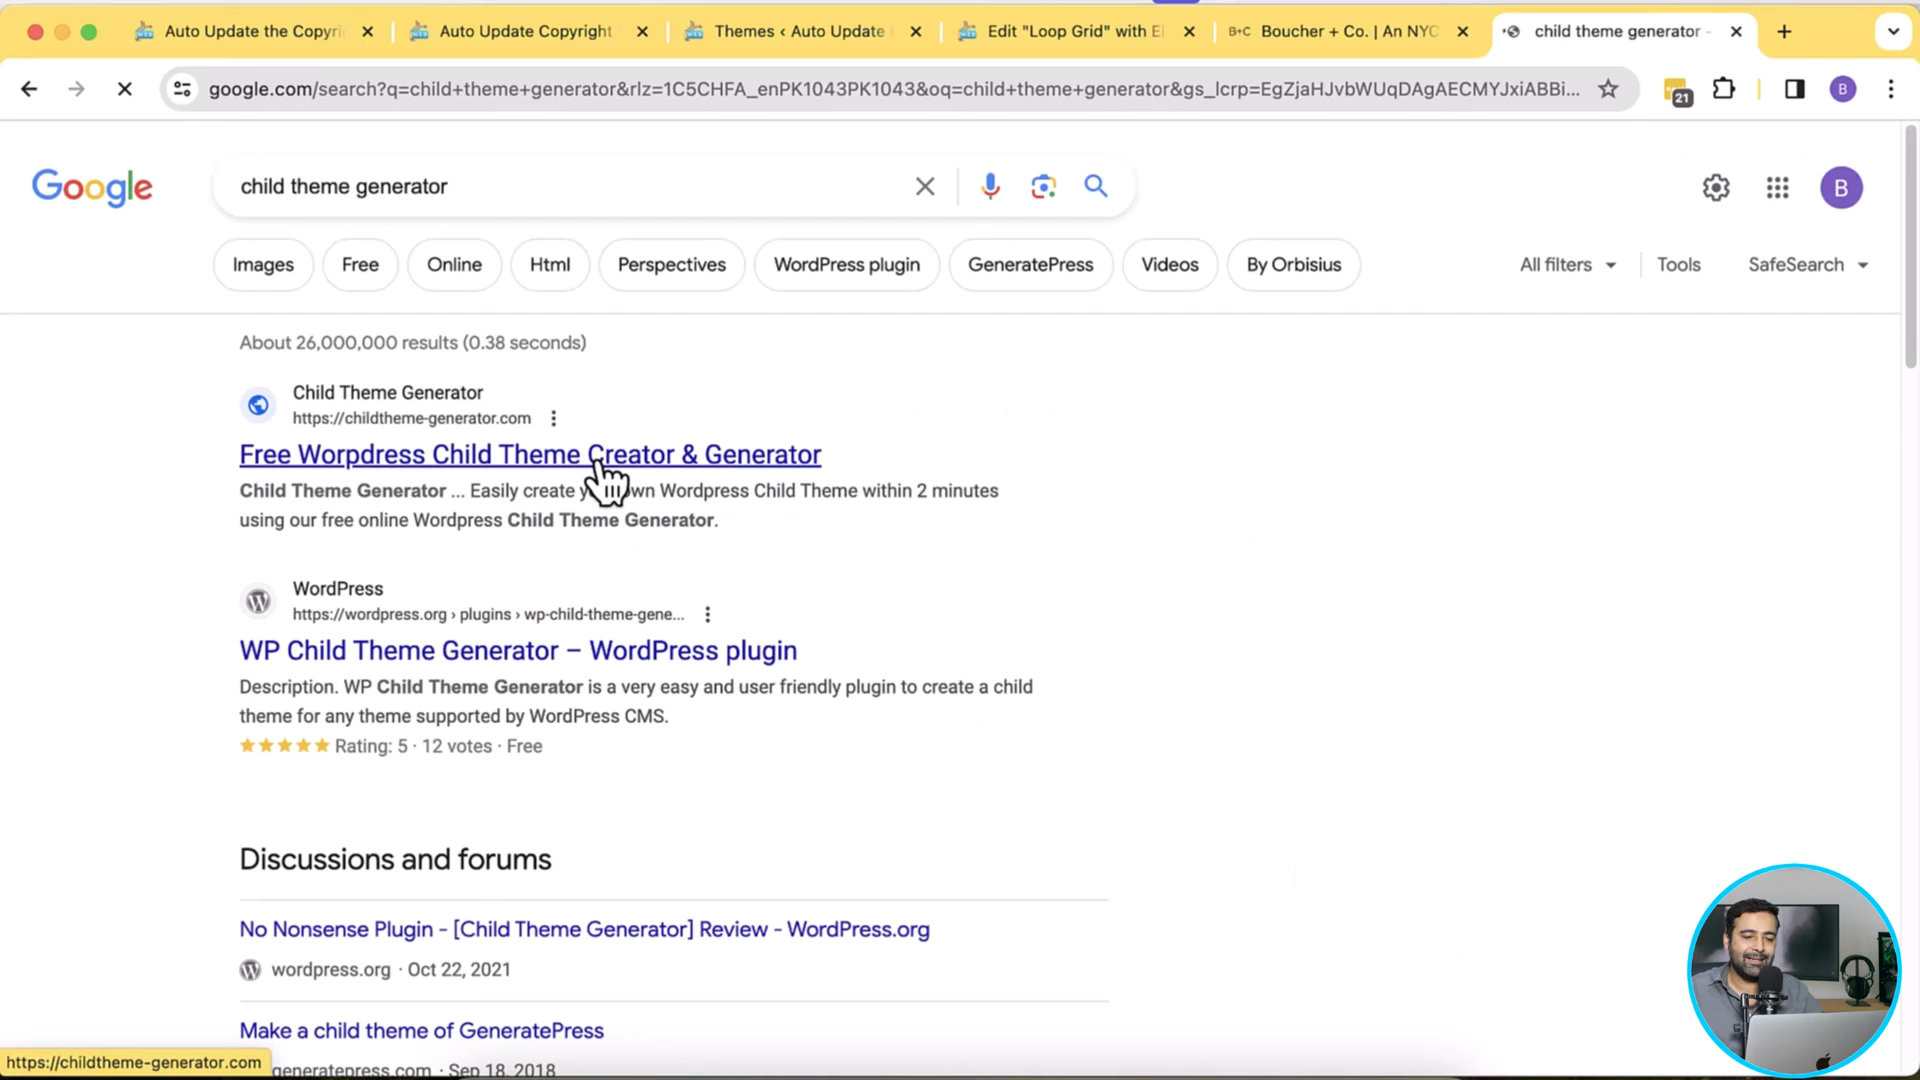 Auto Update the Copyri
Auto Update Copyright
Themes ‹ Auto Update
Edit "Loop Grid" with El
B+C Boucher + Co. | An NYC
child theme generator -
google.com/search?q=child+theme+generator&rlz=1C5CHFA_enPK1043PK1043&oq=child+theme+generator&gs_lcrp=EgZjaHJvbWUqDAgAECMYJxiABBi...
21
B
Google
child theme generator
B
Images
Free
Online
Html
Perspectives
WordPress plugin
GeneratePress
Videos
By Orbisius
All filters
Tools
SafeSearch
About 26,000,000 results (0.38 seconds)
Child Theme Generator
https://childtheme-generator.com
Free Worpdress Child Theme Creator & Generator
Child Theme Generator ... Easily create wn Wordpress Child Theme within 2 minutes
using our free online Wordpress Child Theme Generator.
WordPress
https://wordpress.org › plugins › wp-child-theme-gene...
WP Child Theme Generator – WordPress plugin
Description. WP Child Theme Generator is a very easy and user friendly plugin to create a child
theme for any theme supported by WordPress CMS.
Rating: 5 · 12 votes · Free
Discussions and forums
No Nonsense Plugin - [Child Theme Generator] Review - WordPress.org
wordpress.org · Oct 22, 2021
Make a child theme of GeneratePress
generatepress.com · Sep 18, 2018
https://childtheme-generator.com